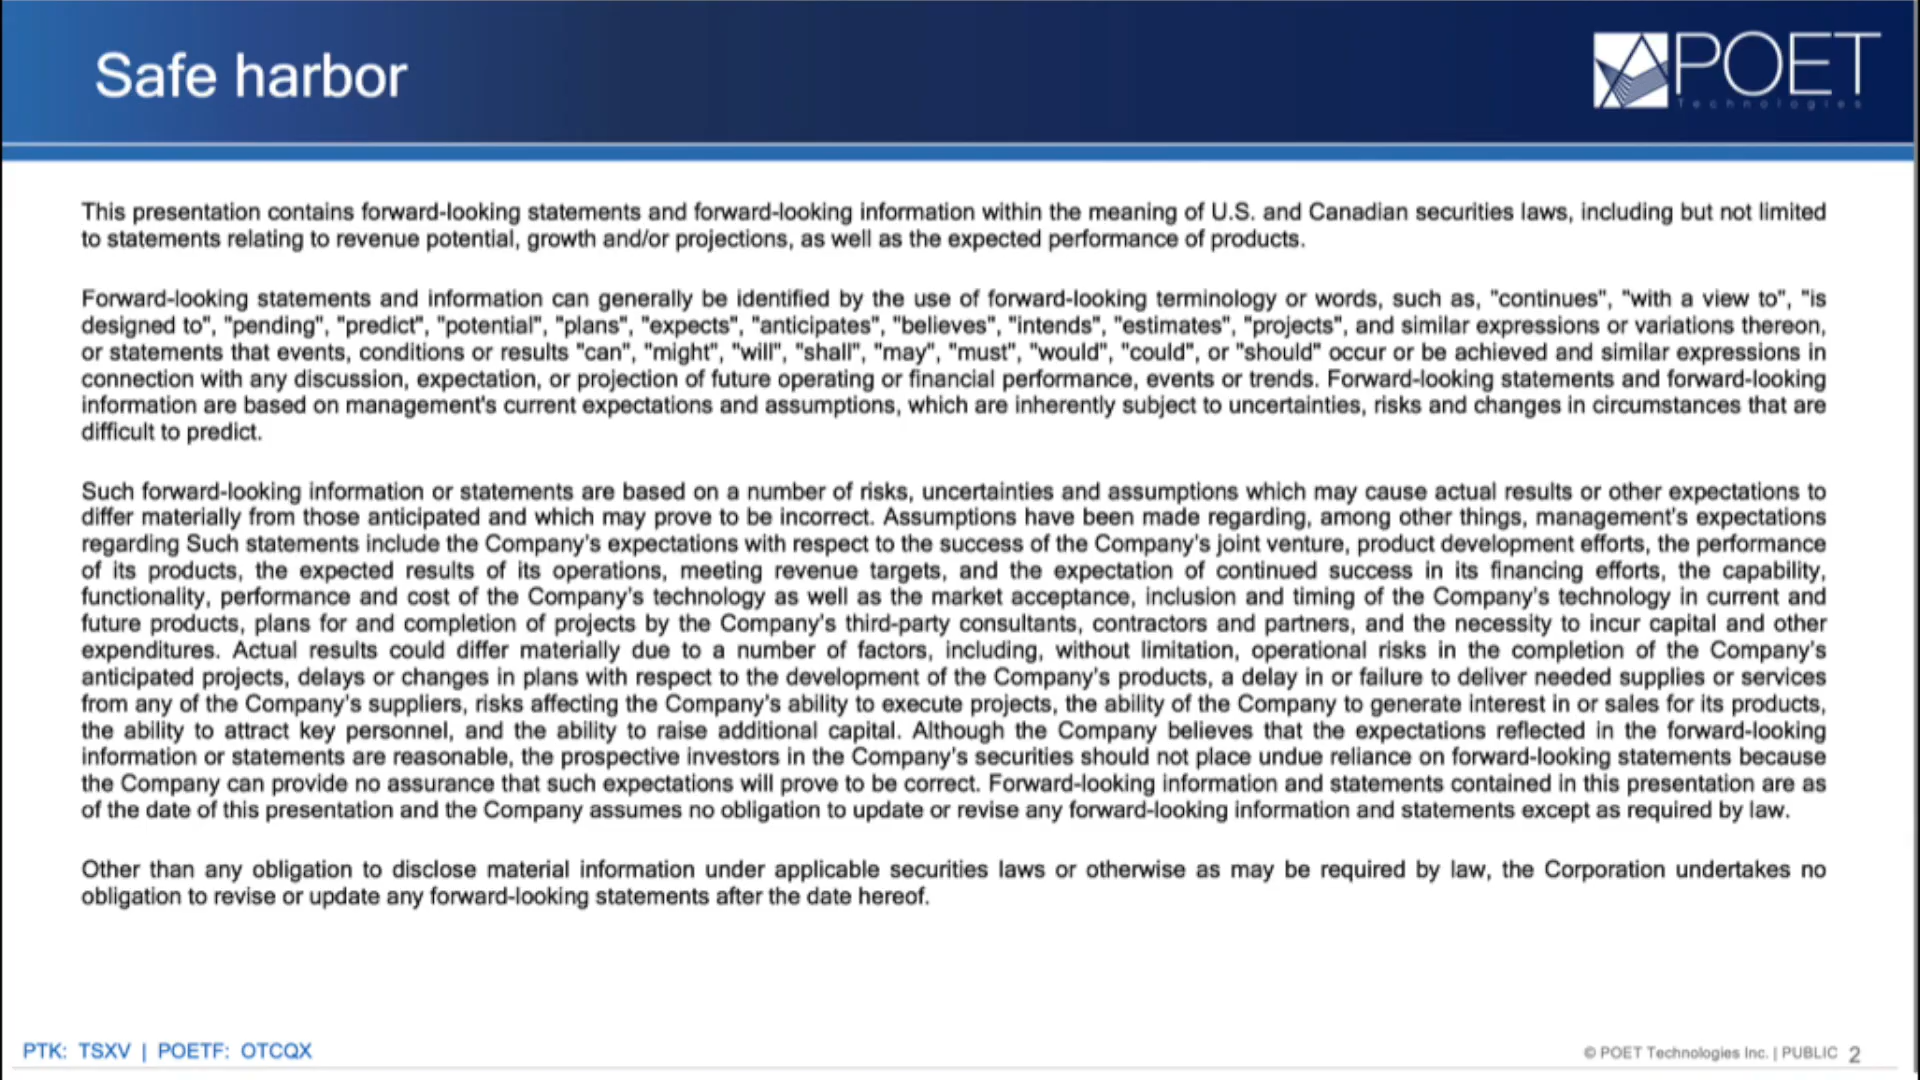 Safe harbor
POET
Technologies
This presentation contains forward-looking statements and forward-looking information within the meaning of U.S. and Canadian securities laws, including but not limited
to statements relating to revenue potential, growth and/or projections, as well as the expected performance of products.
Forward-looking statements and information can generally be identified by the use of forward-looking terminology or words, such as, "continues", "with a view to", "is
designed to", "pending", "predict", "potential", "plans", "expects", "anticipates", "believes", "intends", "estimates", "projects", and similar expressions or variations thereon,
or statements that events, conditions or results "can", "might", "will", "shall", "may", "must", "would", "could", or "should" occur or be achieved and similar expressions in
connection with any discussion, expectation, or projection of future operating or financial performance, events or trends. Forward-looking statements and forward-looking
information are based on management's current expectations and assumptions, which are inherently subject to uncertainties, risks and changes in circumstances that are
difficult to predict.
Such forward-looking information or statements are based on a number of risks, uncertainties and assumptions which may cause actual results or other expectations to
differ materially from those anticipated and which may prove to be incorrect. Assumptions have been made regarding, among other things, management's expectations
regarding Such statements include the Company's expectations with respect to the success of the Company's joint venture, product development efforts, the performance
of its products, the expected results of its operations, meeting revenue targets, and the expectation of continued success in its financing efforts, the capability,
functionality, performance and cost of the Company's technology as well as the market acceptance, inclusion and timing of the Company's technology in current and
future products, plans for and completion of projects by the Company's third-party consultants, contractors and partners, and the necessity to incur capital and other
expenditures. Actual results could differ materially due to a number of factors, including, without limitation, operational risks in the completion of the Company's
anticipated projects, delays or changes in plans with respect to the development of the Company's products, a delay in or failure to deliver needed supplies or services
from any of the Company's suppliers, risks affecting the Company's ability to execute projects, the ability of the Company to generate interest in or sales for its products,
the ability to attract key personnel, and the ability to raise additional capital. Although the Company believes that the expectations reflected in the forward-looking
information or statements are reasonable, the prospective investors in the Company's securities should not place undue reliance on forward-looking statements because
the Company can provide no assurance that such expectations will prove to be correct. Forward-looking information and statements contained in this presentation are as
of the date of this presentation and the Company assumes no obligation to update or revise any forward-looking information and statements except as required by law.
Other than any obligation to disclose material information under applicable securities laws or otherwise as may be required by law, the Corporation undertakes no
obligation to revise or update any forward-looking statements after the date hereof.
PTK: TSXV | POETF: OTCQX
© POET Technologies Inc. | PUBLIC 2